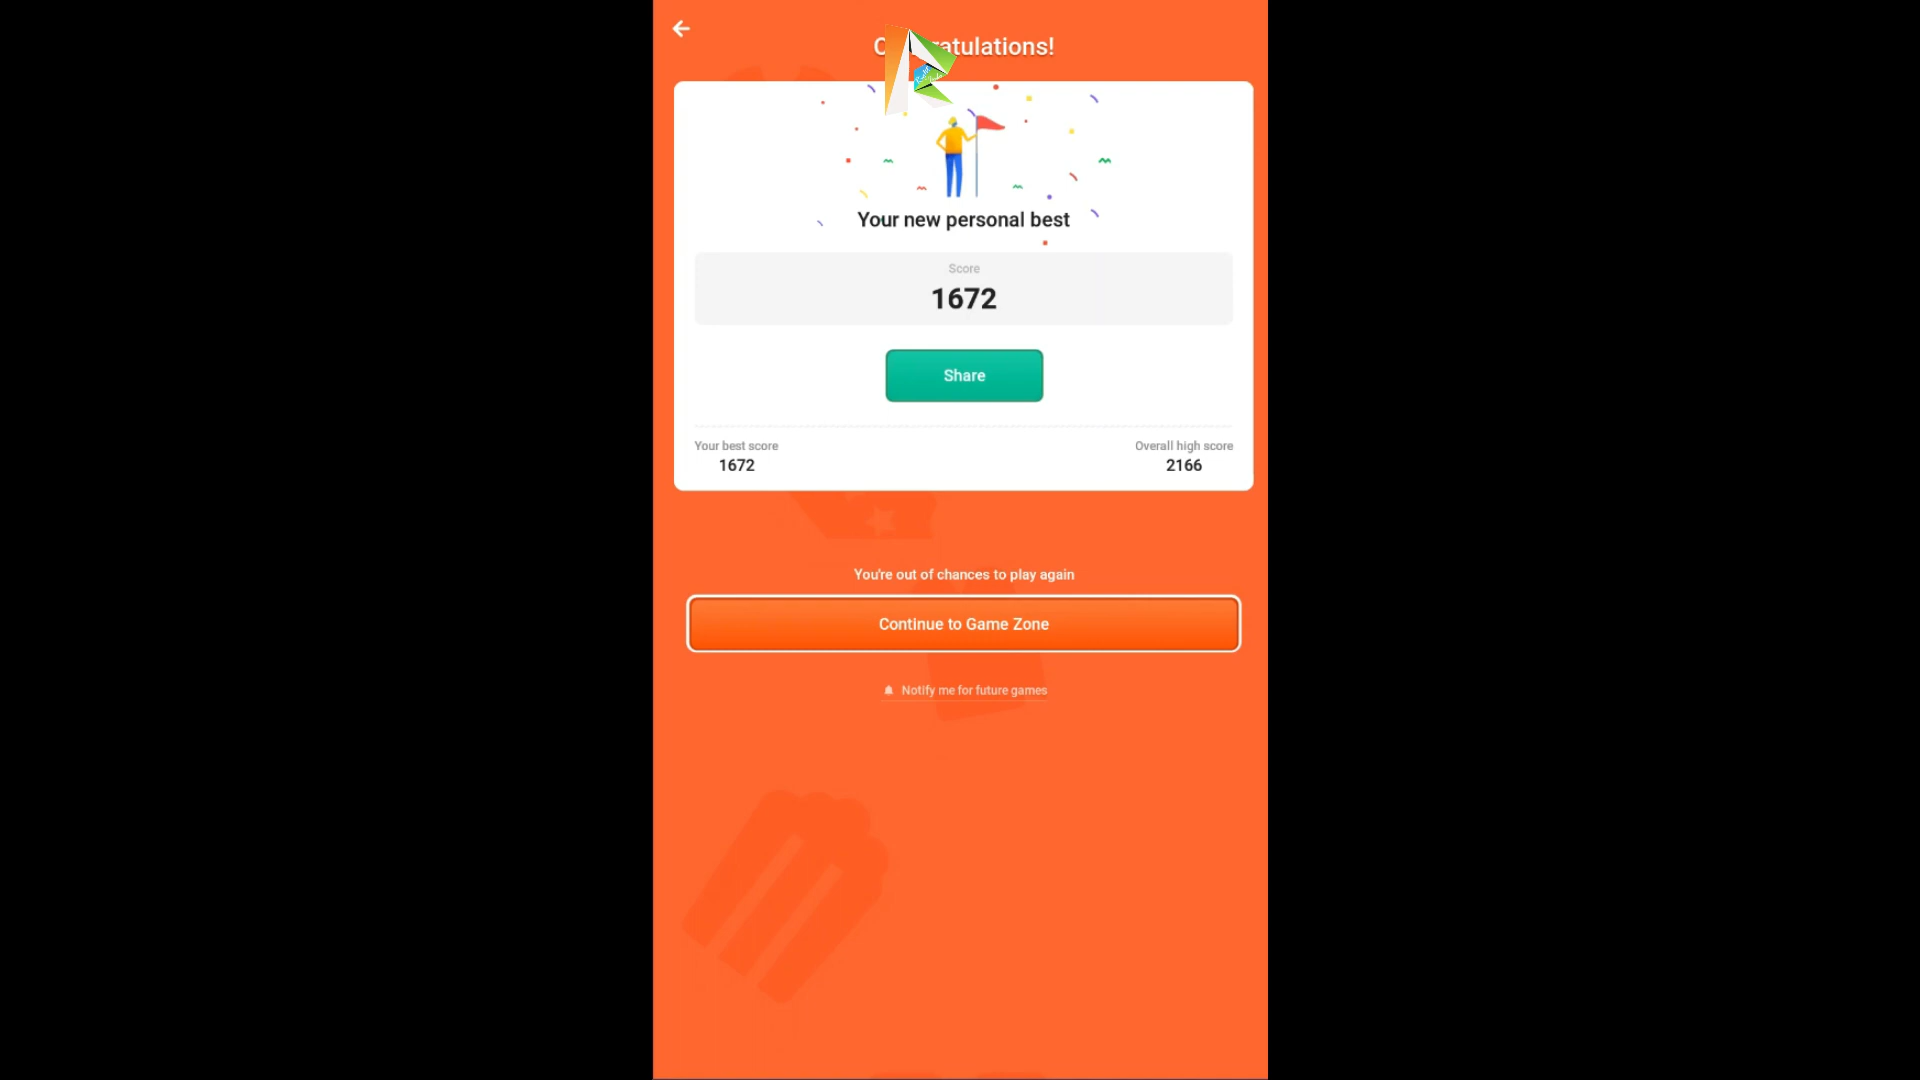 Congratulations!
Your new personal best
Score
1672
Share
Your best score
Overall high score
1672
2166
You're out of chances to play again
Continue to Game Zone
Notify me for future games